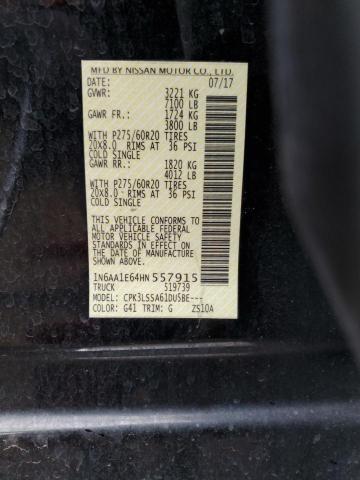 MFD BY NISSAN MOTOR CO., LTD.
DATE: 07/17
GVWR: 3221 KG
7100 LB
GAWR FR.: 1724 KG
3800 LB
WITH P275/60R20 TIRES
20X8.0 RIMS AT 36 PSI
COLD SINGLE
GAWR RR.: 1820 KG
4012 LB
WITH P275/60R20 TIRES
20X8.0 RIMS AT 36 PSI
COLD SINGLE
THIS VEHICLE CONFORMS TO
ALL APPLICABLE FEDERAL
MOTOR VEHICLE SAFETY
STANDARDS IN EFFECT ON
THE DATE OF MANUFACTURE
SHOWN ABOVE.
1N6AA1E64HN 557915
TRUCK 519739
MODEL: CPK3LSSA61DUSBE---
COLOR: G41 TRIM: G ZS10A